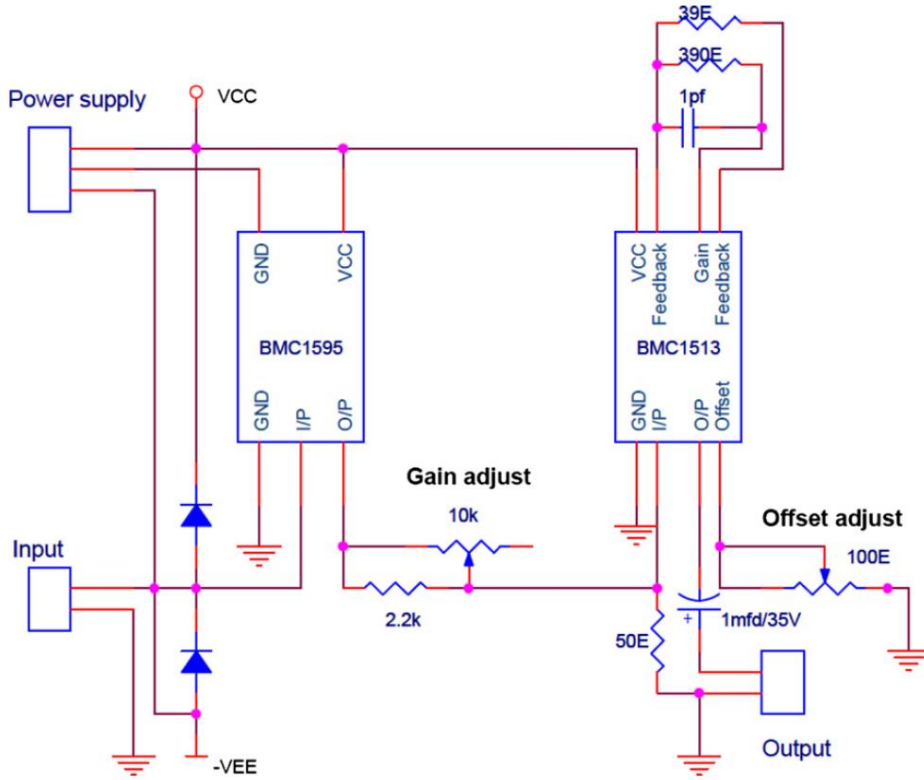 39E
390E
1pf
Power supply
VCC
GND
VCC
BMC1595
GND
I/P
O/P
VCC
Feedback
Gain
Feedback
BMC1513
GND
I/P
O/P
Offset
Gain adjust
10k
2.2k
Offset adjust
100E
Input
50E
+
1mfd/35V
-VEE
Output